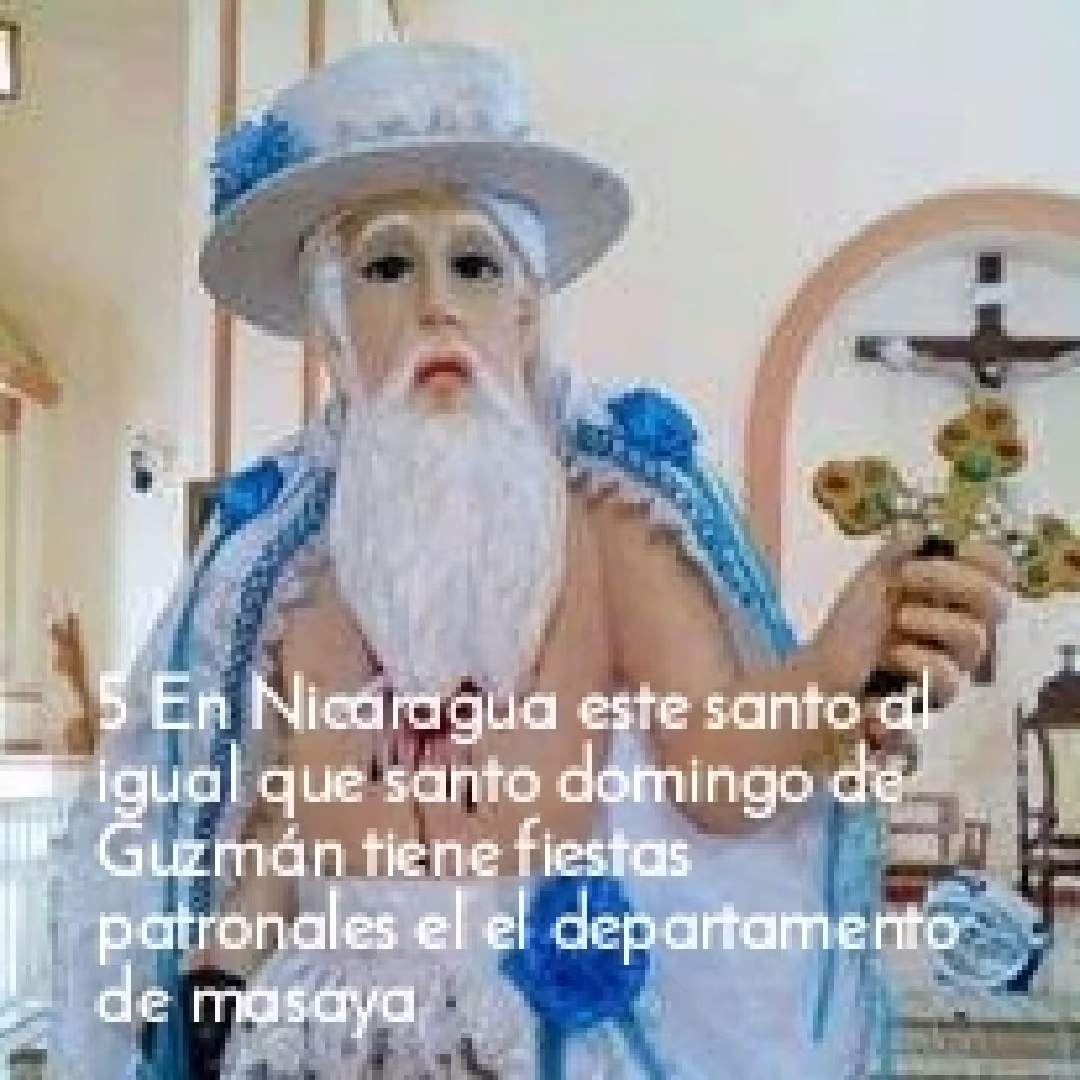 5 En Nicaragua este santo al
igual que santo domingo de
Guzmán tiene fiestas
patronales el el departamento
de masaya